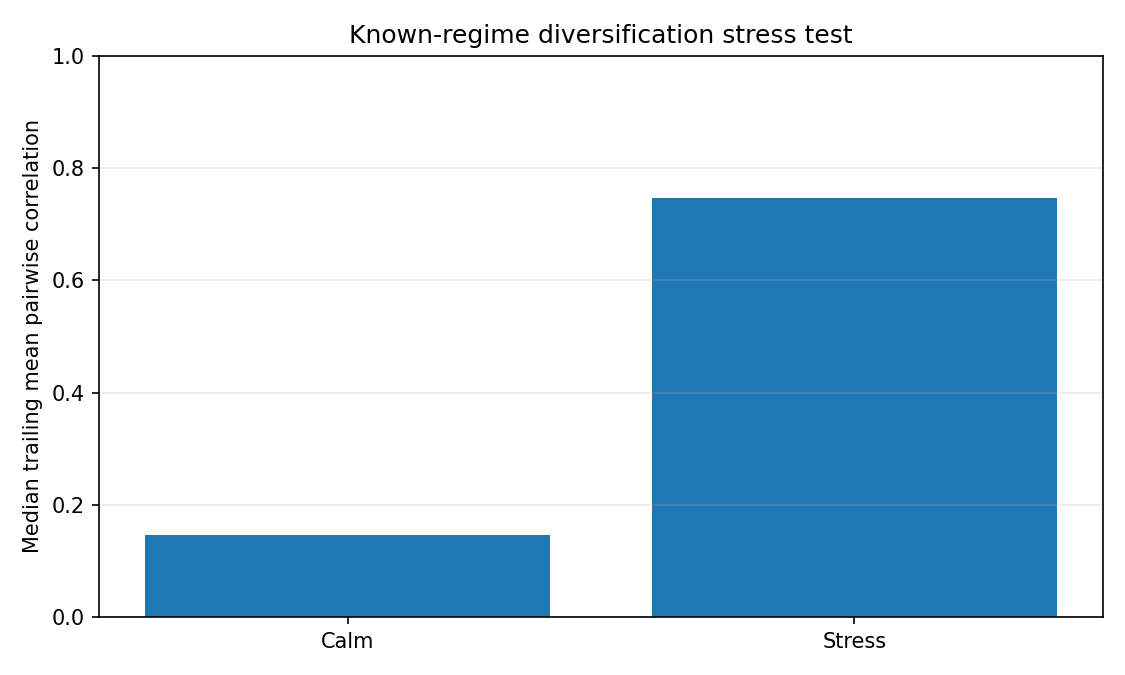 Known-regime diversification stress test
Median trailing mean pairwise correlation
1.0
0.8
0.6
0.4
0.2
0.0
Calm
Stress